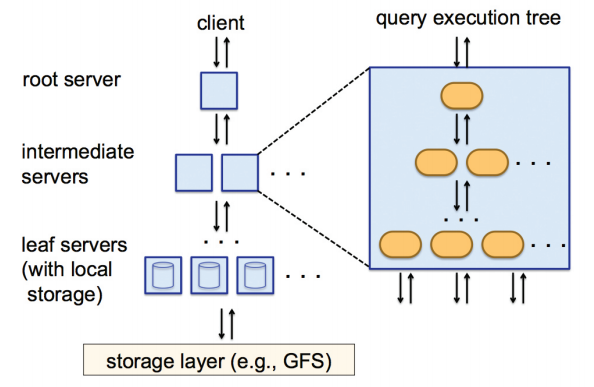 client
query execution tree
root server
intermediate
servers
. . .
. . .
. . .
leaf servers
(with local
storage)
. . .
. . .
. . .
storage layer (e.g., GFS)